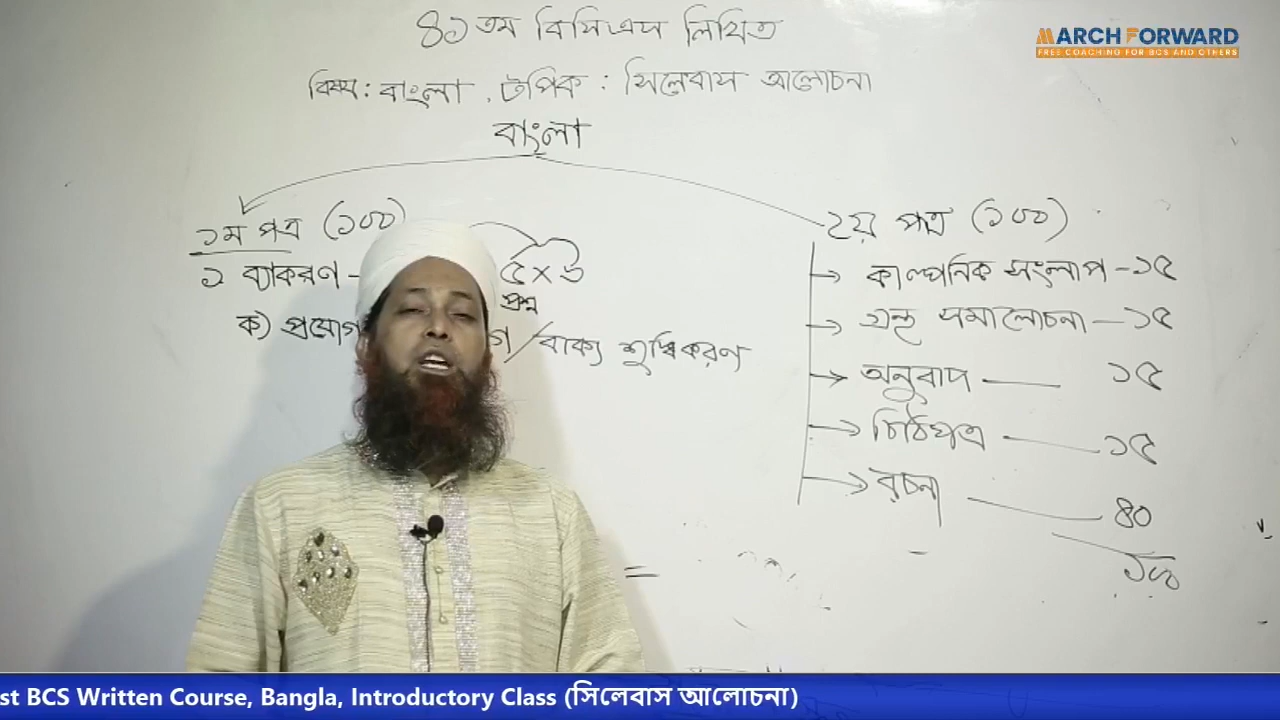 ৪১তম বিসিএস লিখিত
MARCH FORWARD
FREE COACHING FOR BCS AND OTHERS
বিষয়: বাংলা, টপিক: সিলেবাস আলোচনা
বাংলা
১ম পত্র (১০০)
১ ব্যাকরণ - ৫ × ৬
প্রশ্ন
ক) প্রয়োগ গ/বাক্য শুদ্ধিকরণ
২য় পত্র (১০০)
→ কাল্পনিক সংলাপ - ১৫
→ গ্রন্থ সমালোচনা — ১৫
→ অনুবাদ — ১৫
→ চিঠিপত্র — ১৫
→ রচনা — ৪০
১০০
=
st BCS Written Course, Bangla, Introductory Class (সিলেবাস আলোচনা)